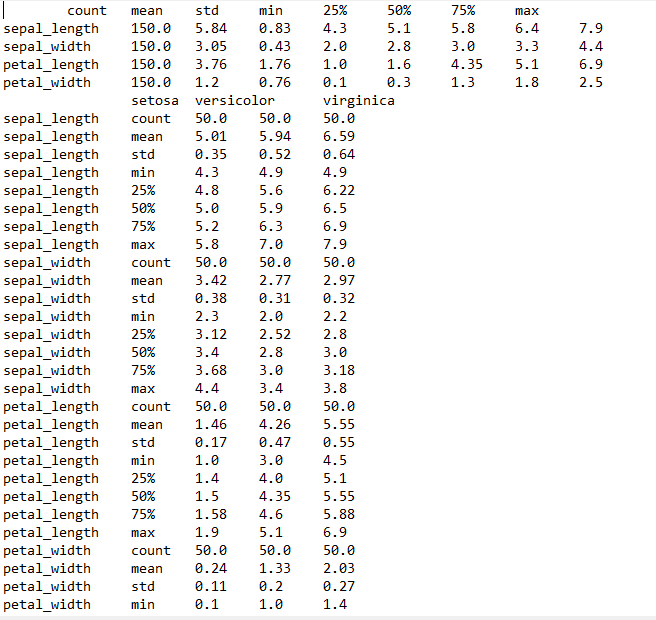 count mean std min 25% 50% 75% max
sepal_length 150.0 5.84 0.83 4.3 5.1 5.8 6.4 7.9
sepal_width 150.0 3.05 0.43 2.0 2.8 3.0 3.3 4.4
petal_length 150.0 3.76 1.76 1.0 1.6 4.35 5.1 6.9
petal_width 150.0 1.2 0.76 0.1 0.3 1.3 1.8 2.5
setosa versicolor virginica
sepal_length count 50.0 50.0 50.0
sepal_length mean 5.01 5.94 6.59
sepal_length std 0.35 0.52 0.64
sepal_length min 4.3 4.9 4.9
sepal_length 25% 4.8 5.6 6.22
sepal_length 50% 5.0 5.9 6.5
sepal_length 75% 5.2 6.3 6.9
sepal_length max 5.8 7.0 7.9
sepal_width count 50.0 50.0 50.0
sepal_width mean 3.42 2.77 2.97
sepal_width std 0.38 0.31 0.32
sepal_width min 2.3 2.0 2.2
sepal_width 25% 3.12 2.52 2.8
sepal_width 50% 3.4 2.8 3.0
sepal_width 75% 3.68 3.0 3.18
sepal_width max 4.4 3.4 3.8
petal_length count 50.0 50.0 50.0
petal_length mean 1.46 4.26 5.55
petal_length std 0.17 0.47 0.55
petal_length min 1.0 3.0 4.5
petal_length 25% 1.4 4.0 5.1
petal_length 50% 1.5 4.35 5.55
petal_length 75% 1.58 4.6 5.88
petal_length max 1.9 5.1 6.9
petal_width count 50.0 50.0 50.0
petal_width mean 0.24 1.33 2.03
petal_width std 0.11 0.2 0.27
petal_width min 0.1 1.0 1.4